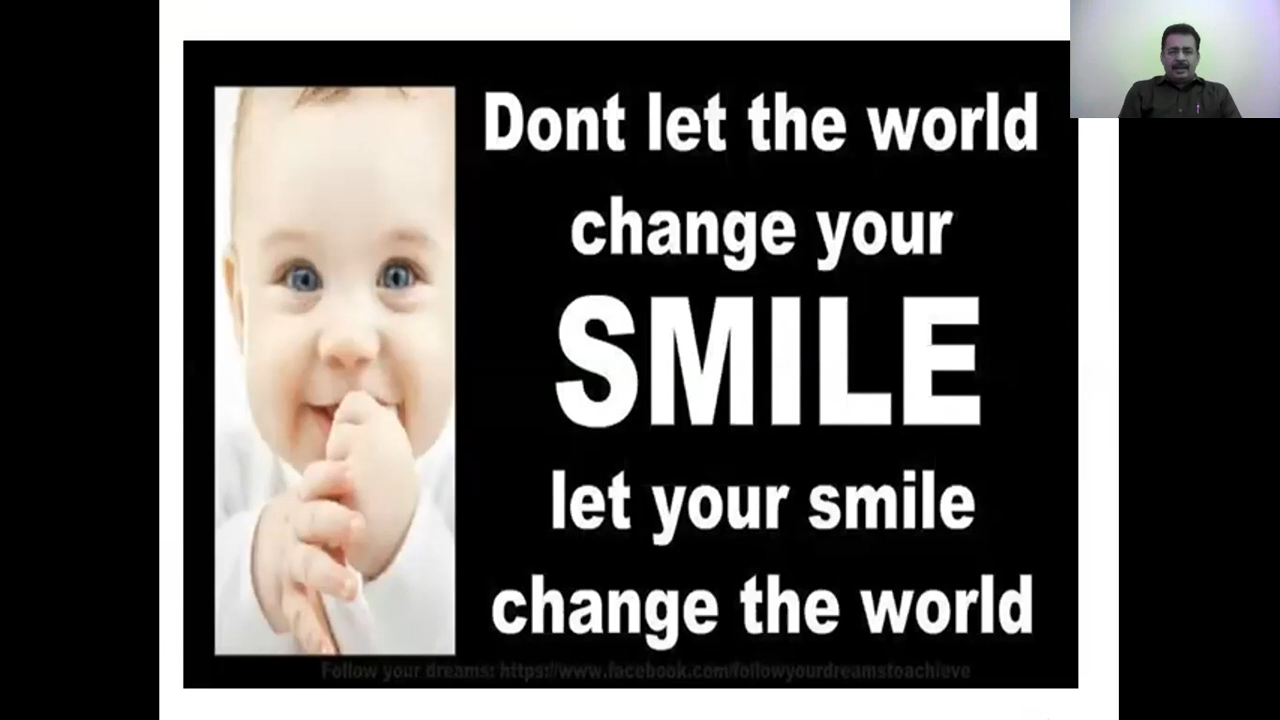 Dont let the world
change your
SMILE
let your smile
change the world
Follow your dreams: https://www.facebook.com/followyourdreamstoachieve